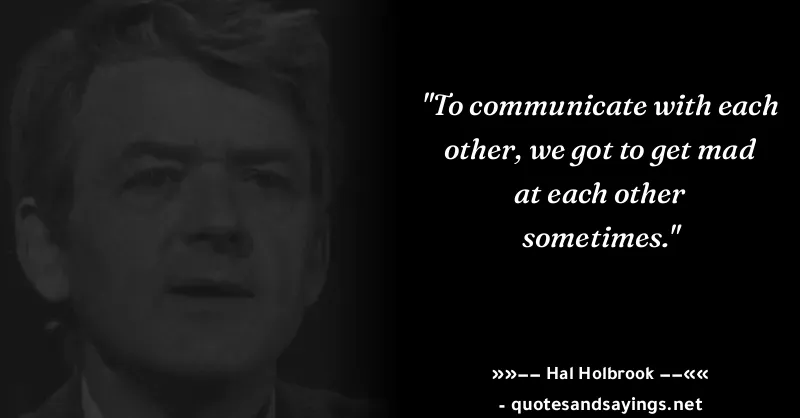 "To communicate with each
other, we got to get mad
at each other
sometimes."
»»−− Hal Holbrook −−««
- quotesandsayings.net